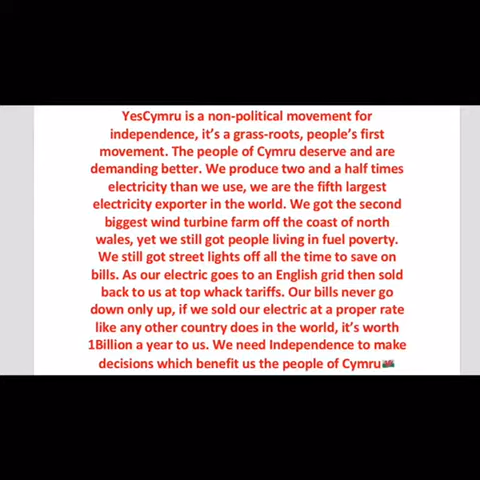 YesCymru is a non-political movement for
independence, it's a grass-roots, people's first
movement. The people of Cymru deserve and are
demanding better. We produce two and a half times
electricity than we use, we are the fifth largest
electricity exporter in the world. We got the second
biggest wind turbine farm off the coast of north
wales, yet we still got people living in fuel poverty.
We still got street lights off all the time to save on
bills. As our electric goes to an English grid then sold
back to us at top whack tariffs. Our bills never go
down only up, if we sold our electric at a proper rate
like any other country does in the world, it's worth
1Billion a year to us. We need Independence to make
decisions which benefit us the people of Cymru🏴󠁧󠁢󠁷󠁬󠁳󠁿